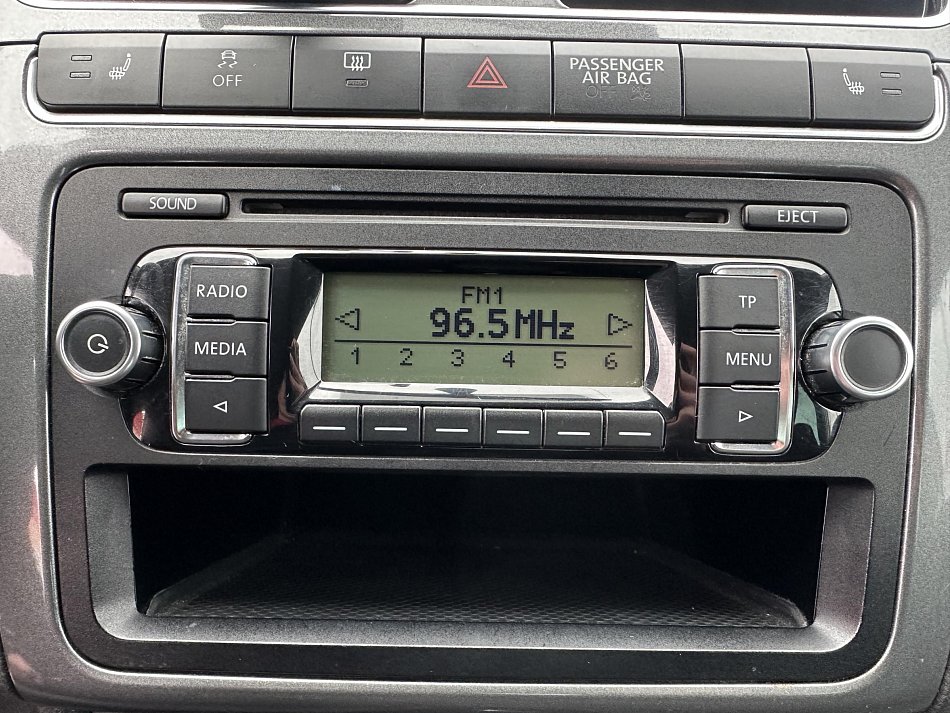 OFF
PASSENGER
AIR BAG
OFF
SOUND
EJECT
RADIO
MEDIA
FM1
96.5MHz
1 2 3 4 5 6
TP
MENU